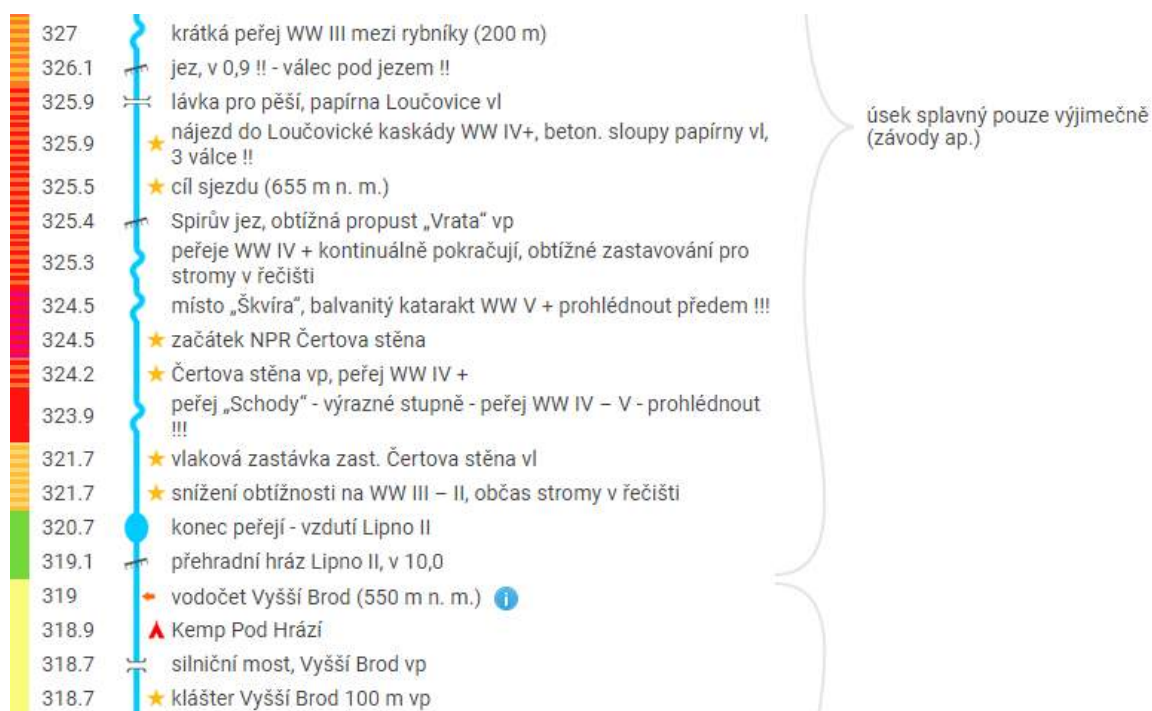 327 krátká peřej WW III mezi rybníky (200 m)
326.1 jez, v 0,9 !! - válec pod jezem !!
325.9 lávka pro pěší, papírna Loučovice vl
325.9 nájezd do Loučovické kaskády WW IV+, beton. sloupy papírny vl,
3 válce !!
325.5 cíl sjezdu (655 m n. m.)
325.4 Spirův jez, obtížná propust „Vrata“ vp
325.3 peřeje WW IV + kontinuálně pokračují, obtížné zastavování pro
stromy v řečišti
324.5 místo „Škvíra“, balvanitý katarakt WW V + prohlédnout předem !!!
324.5 začátek NPR Čertova stěna
324.2 Čertova stěna vp, peřej WW IV +
323.9 peřej „Schody“ - výrazné stupně - peřej WW IV – V - prohlédnout
!!!
321.7 vlaková zastávka zast. Čertova stěna vl
321.7 snížení obtížnosti na WW III – II, občas stromy v řečišti
320.7 konec peřejí - vzdutí Lipno II
319.1 přehradní hráz Lipno II, v 10,0
319 vodočet Vyšší Brod (550 m n. m.) i
318.9 Kemp Pod Hrází
318.7 silniční most, Vyšší Brod vp
318.7 klášter Vyšší Brod 100 m vp
úsek splavný pouze výjimečně
(závody ap.)